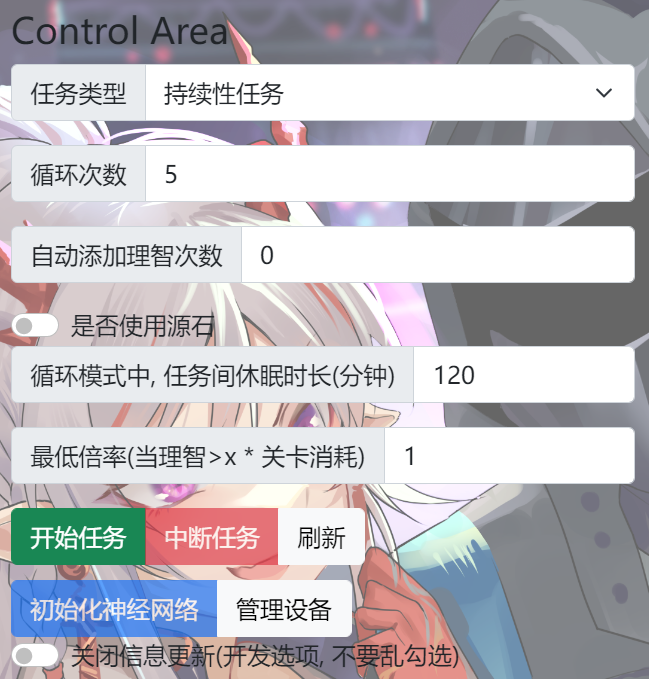 Control Area
任务类型 持续性任务
循环次数 5
自动添加理智次数 0
是否使用源石
循环模式中, 任务间休眠时长(分钟) 120
最低倍率(当理智>x * 关卡消耗) 1
开始任务 中断任务 刷新
初始化神经网络 管理设备
关闭信息更新(开发选项, 不要乱勾选)